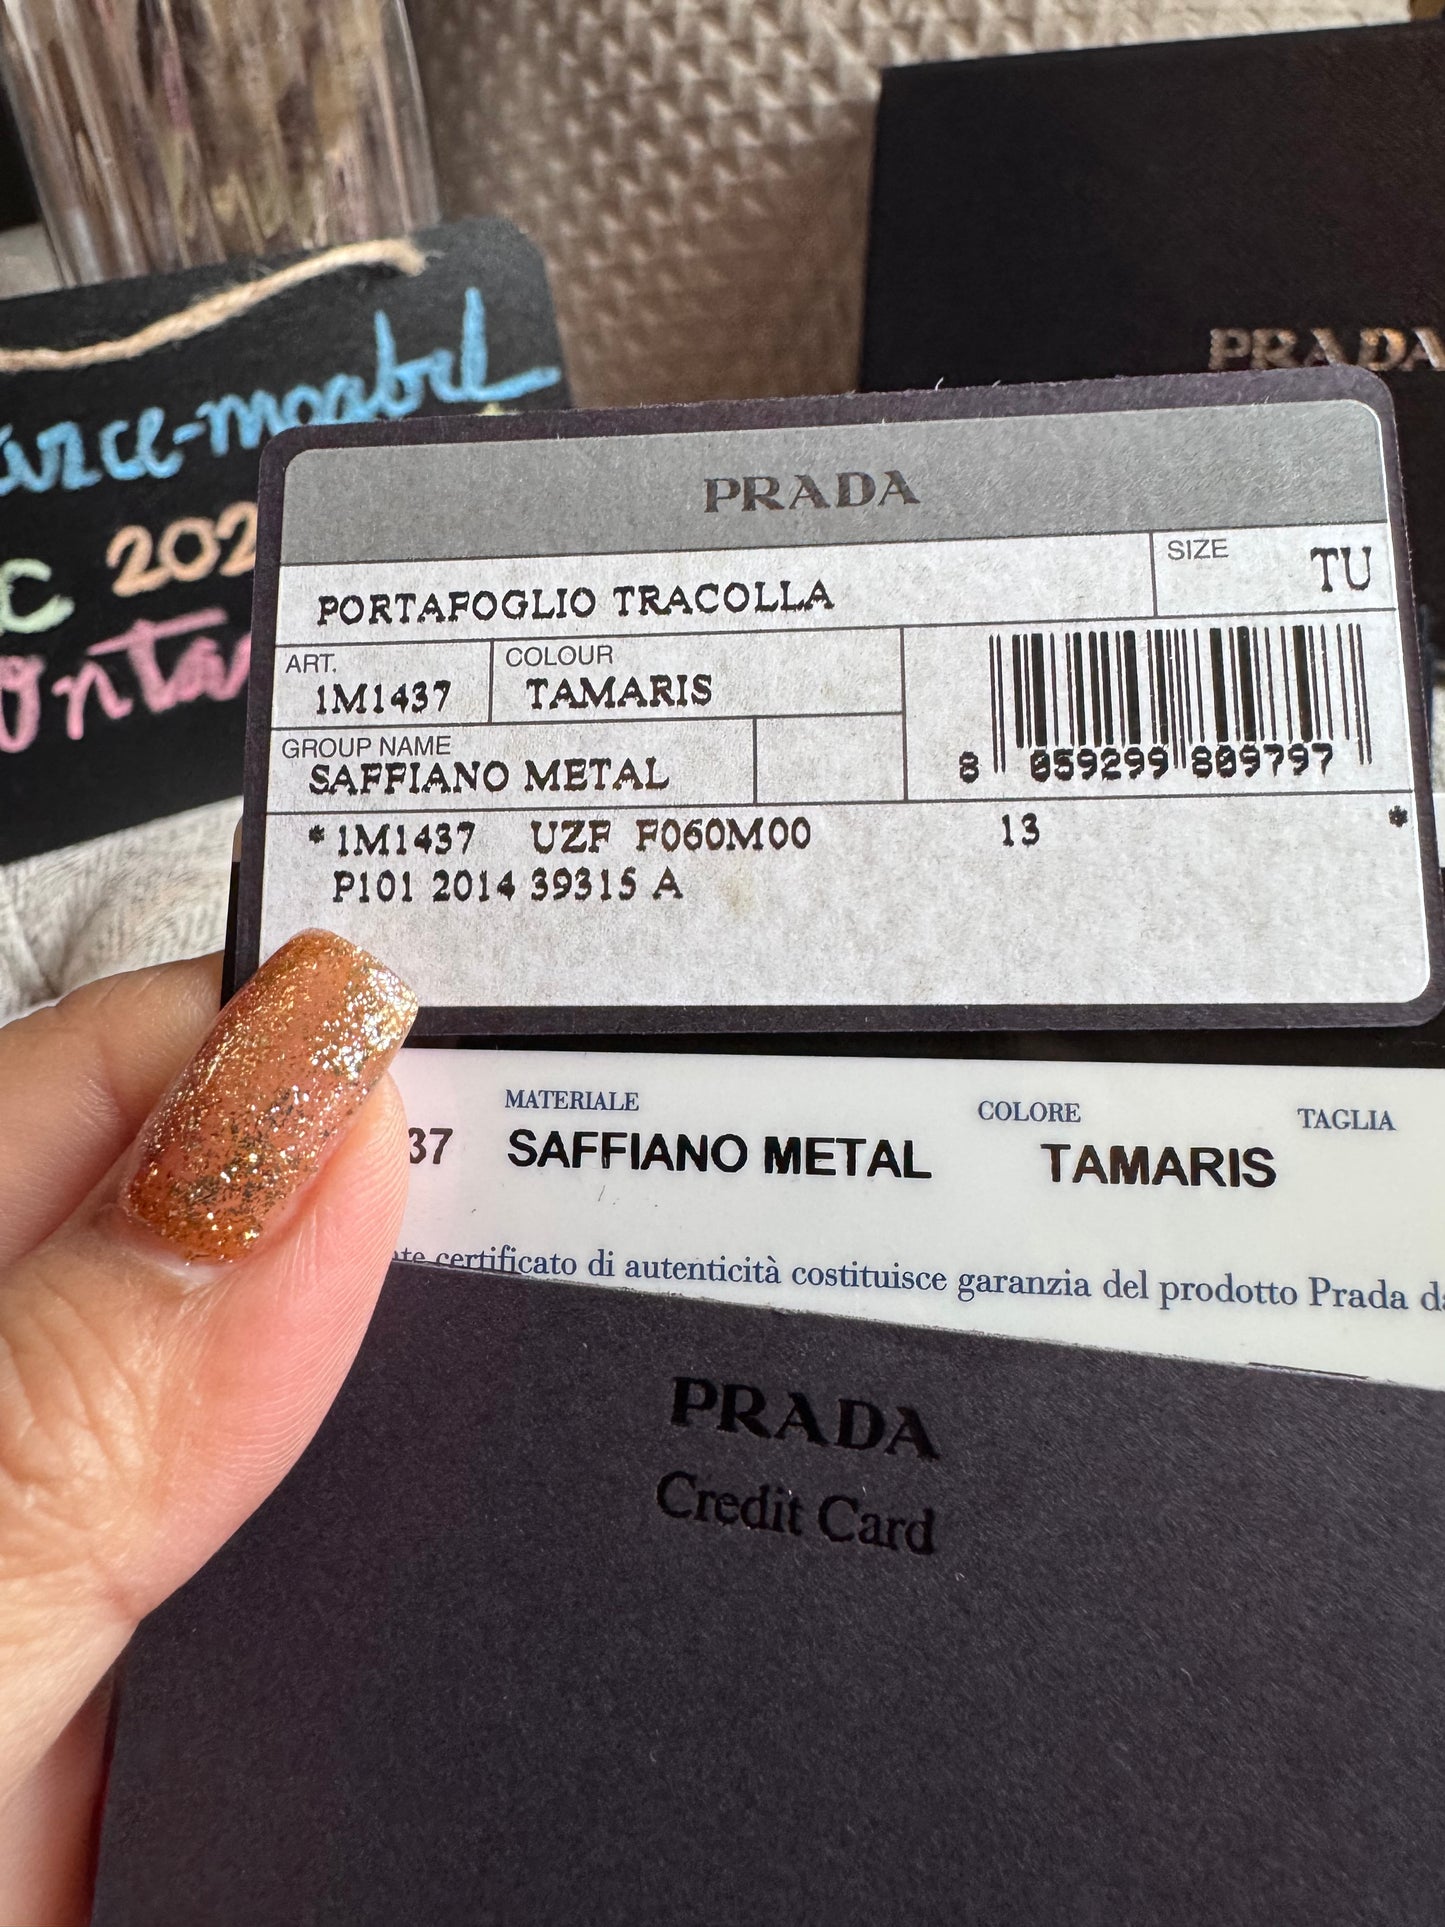 PRADA
202
PRADA
SIZE
TU
PORTAFOGLIO TRACOLLA
ART.
1M1437
COLOUR
TAMARIS
GROUP NAME
SAFFIANO METAL
8 059299 809797
*1M1437 UZF F060M00 13 *
P101 2014 39315 A
MATERIALE COLORE TAGLIA
37 SAFFIANO METAL TAMARIS
certificato di autenticità costituisce garanzia del prodotto Prada
PRADA
Credit Card